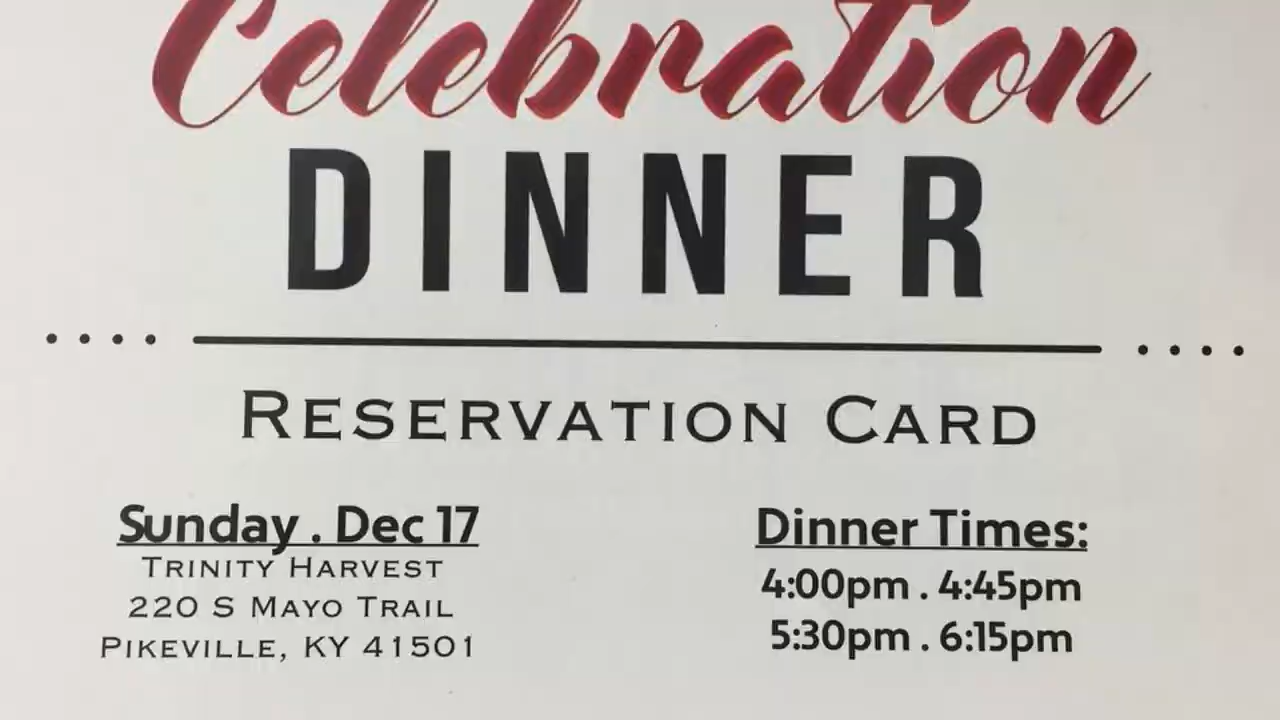 Celebration
DINNER
RESERVATION CARD
Sunday . Dec 17
TRINITY HARVEST
220 S MAYO TRAIL
PIKEVILLE, KY 41501
Dinner Times:
4:00pm . 4:45pm
5:30pm . 6:15pm